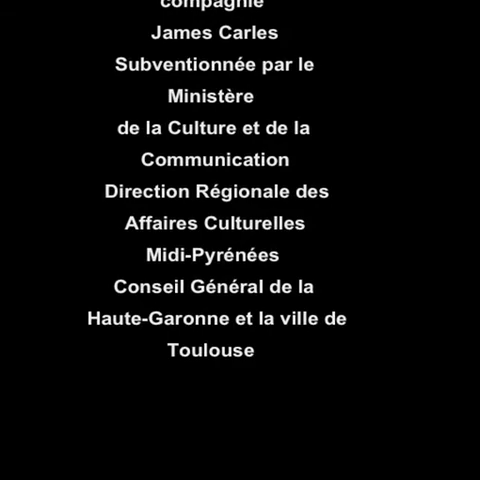 compagnie
James Carles
Subventionnée par le
Ministère
de la Culture et de la
Communication
Direction Régionale des
Affaires Culturelles
Midi-Pyrénées
Conseil Général de la
Haute-Garonne et la ville de
Toulouse